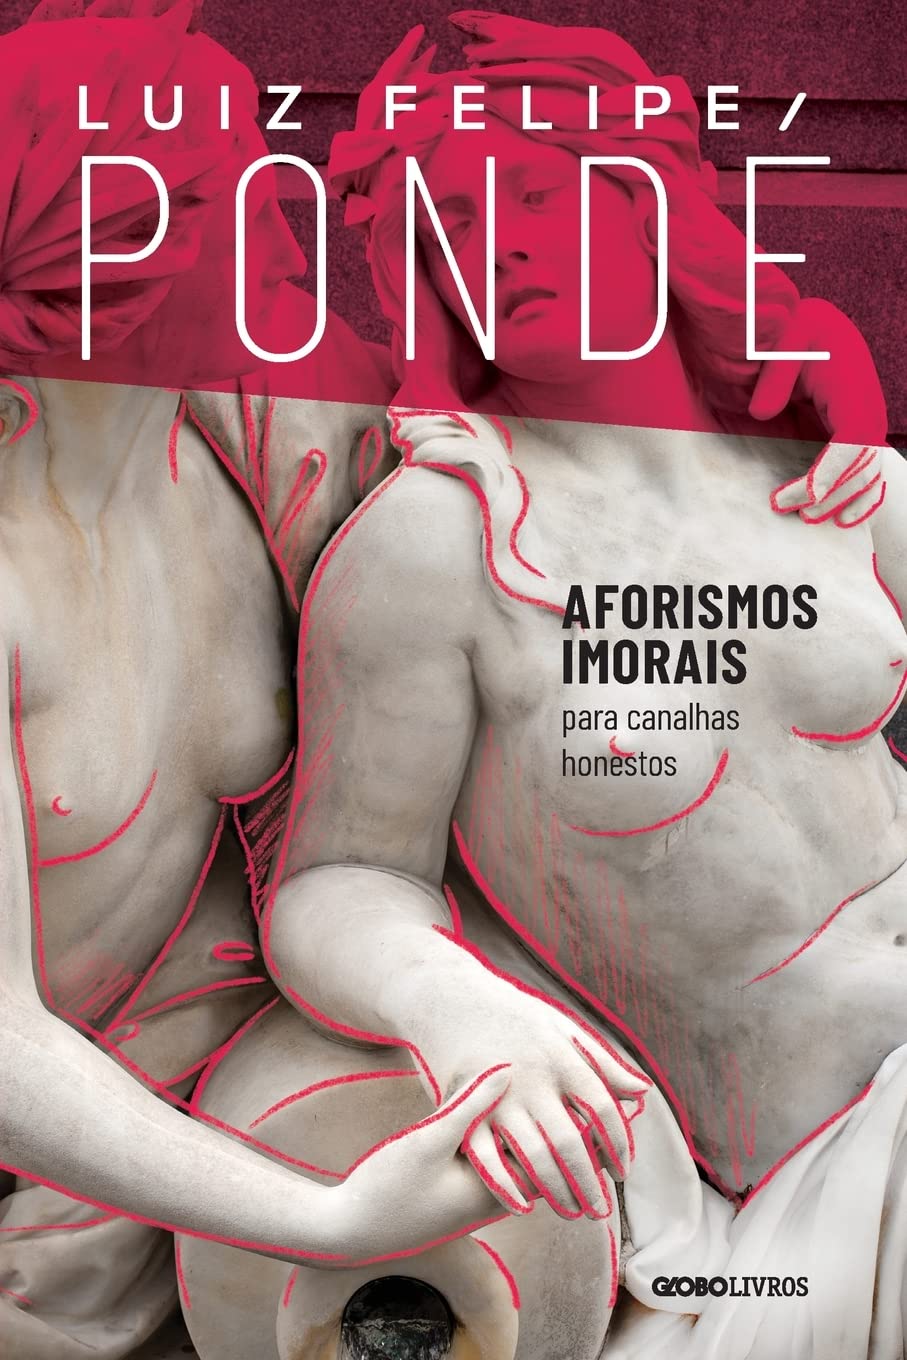 LUIZ FELIPE
PONDÉ
AFORISMOS
IMORAIS
para canalhas
honestos
GLOBOLIVROS